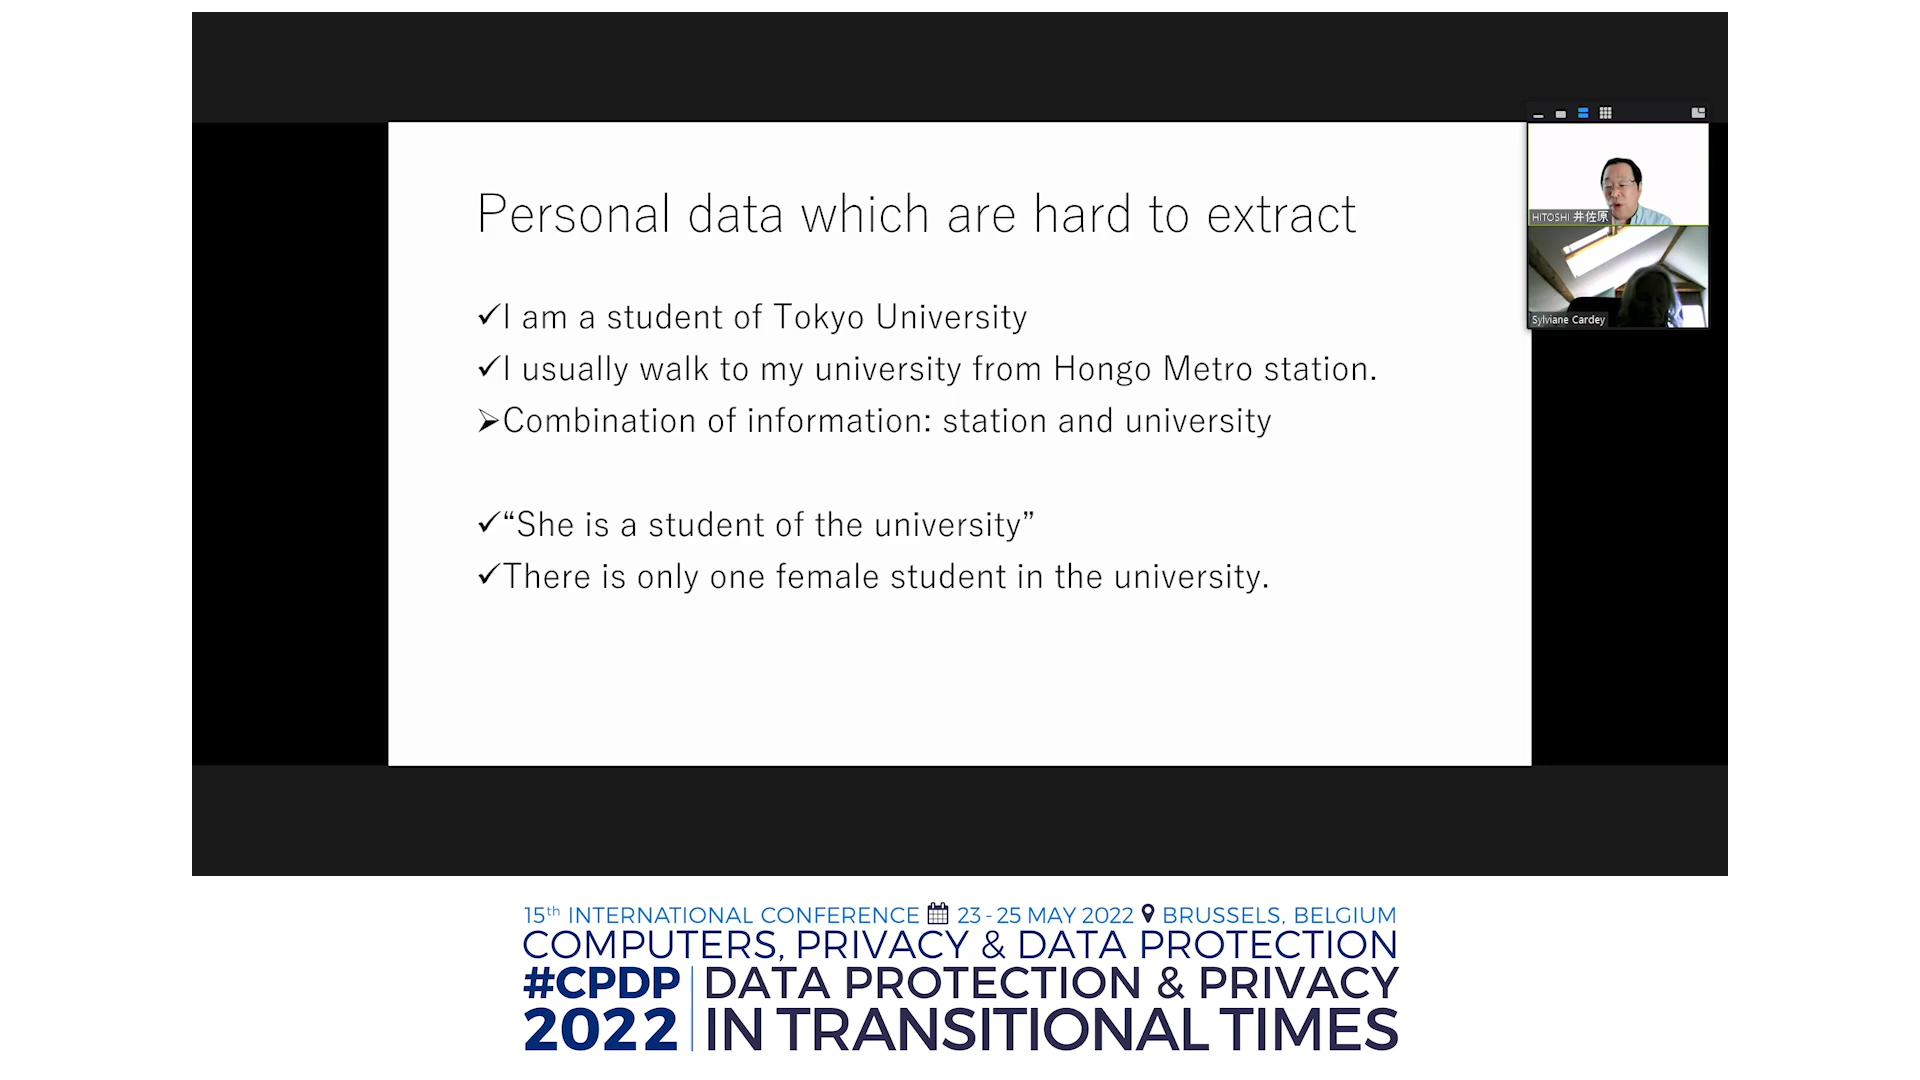 Personal data which are hard to extract
✓I am a student of Tokyo University
✓I usually walk to my university from Hongo Metro station.
➢Combination of information: station and university
✓“She is a student of the university”
✓There is only one female student in the university.
HITOSHI 井佐原
Sylviane Cardey
15th INTERNATIONAL CONFERENCE 23 - 25 MAY 2022 BRUSSELS, BELGIUM
COMPUTERS, PRIVACY & DATA PROTECTION
#CPDP DATA PROTECTION & PRIVACY
2022 IN TRANSITIONAL TIMES